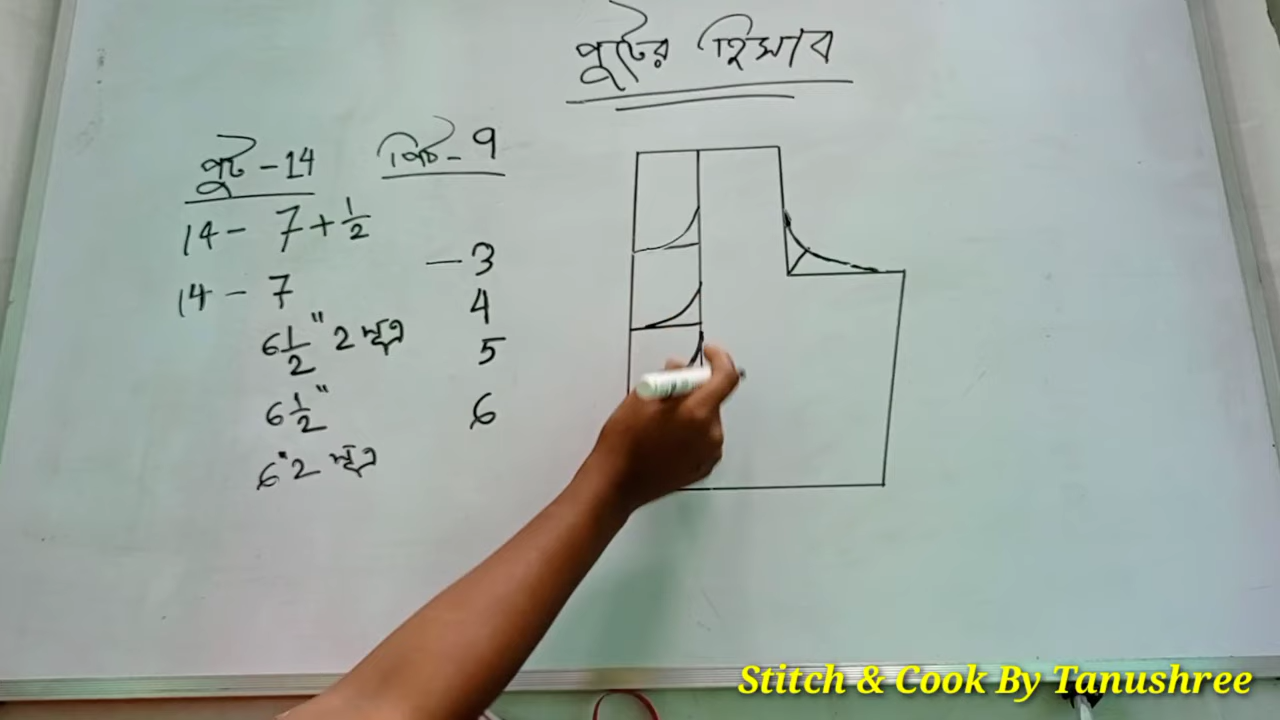 পুটের হিসাব
পুট - 14
পিঠ - 9
14 - 7 + 1/2
- 3
14 - 7
4
6 1/2" 2 সুতা
5
6 1/2"
6
6" 2 সুতা
Stitch & Cook By Tanushree